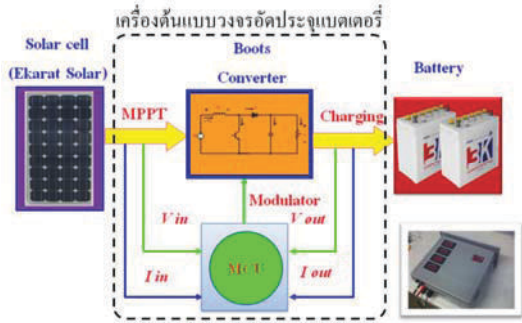 เครื่องต้นแบบวงจรอัดประจุแบตเตอรี่
Solar cell
(Ekarat Solar)
Boots
Converter
Battery
MPPT
Charging
Modulator
V in
V out
I in
I out
MCU
3K
3K